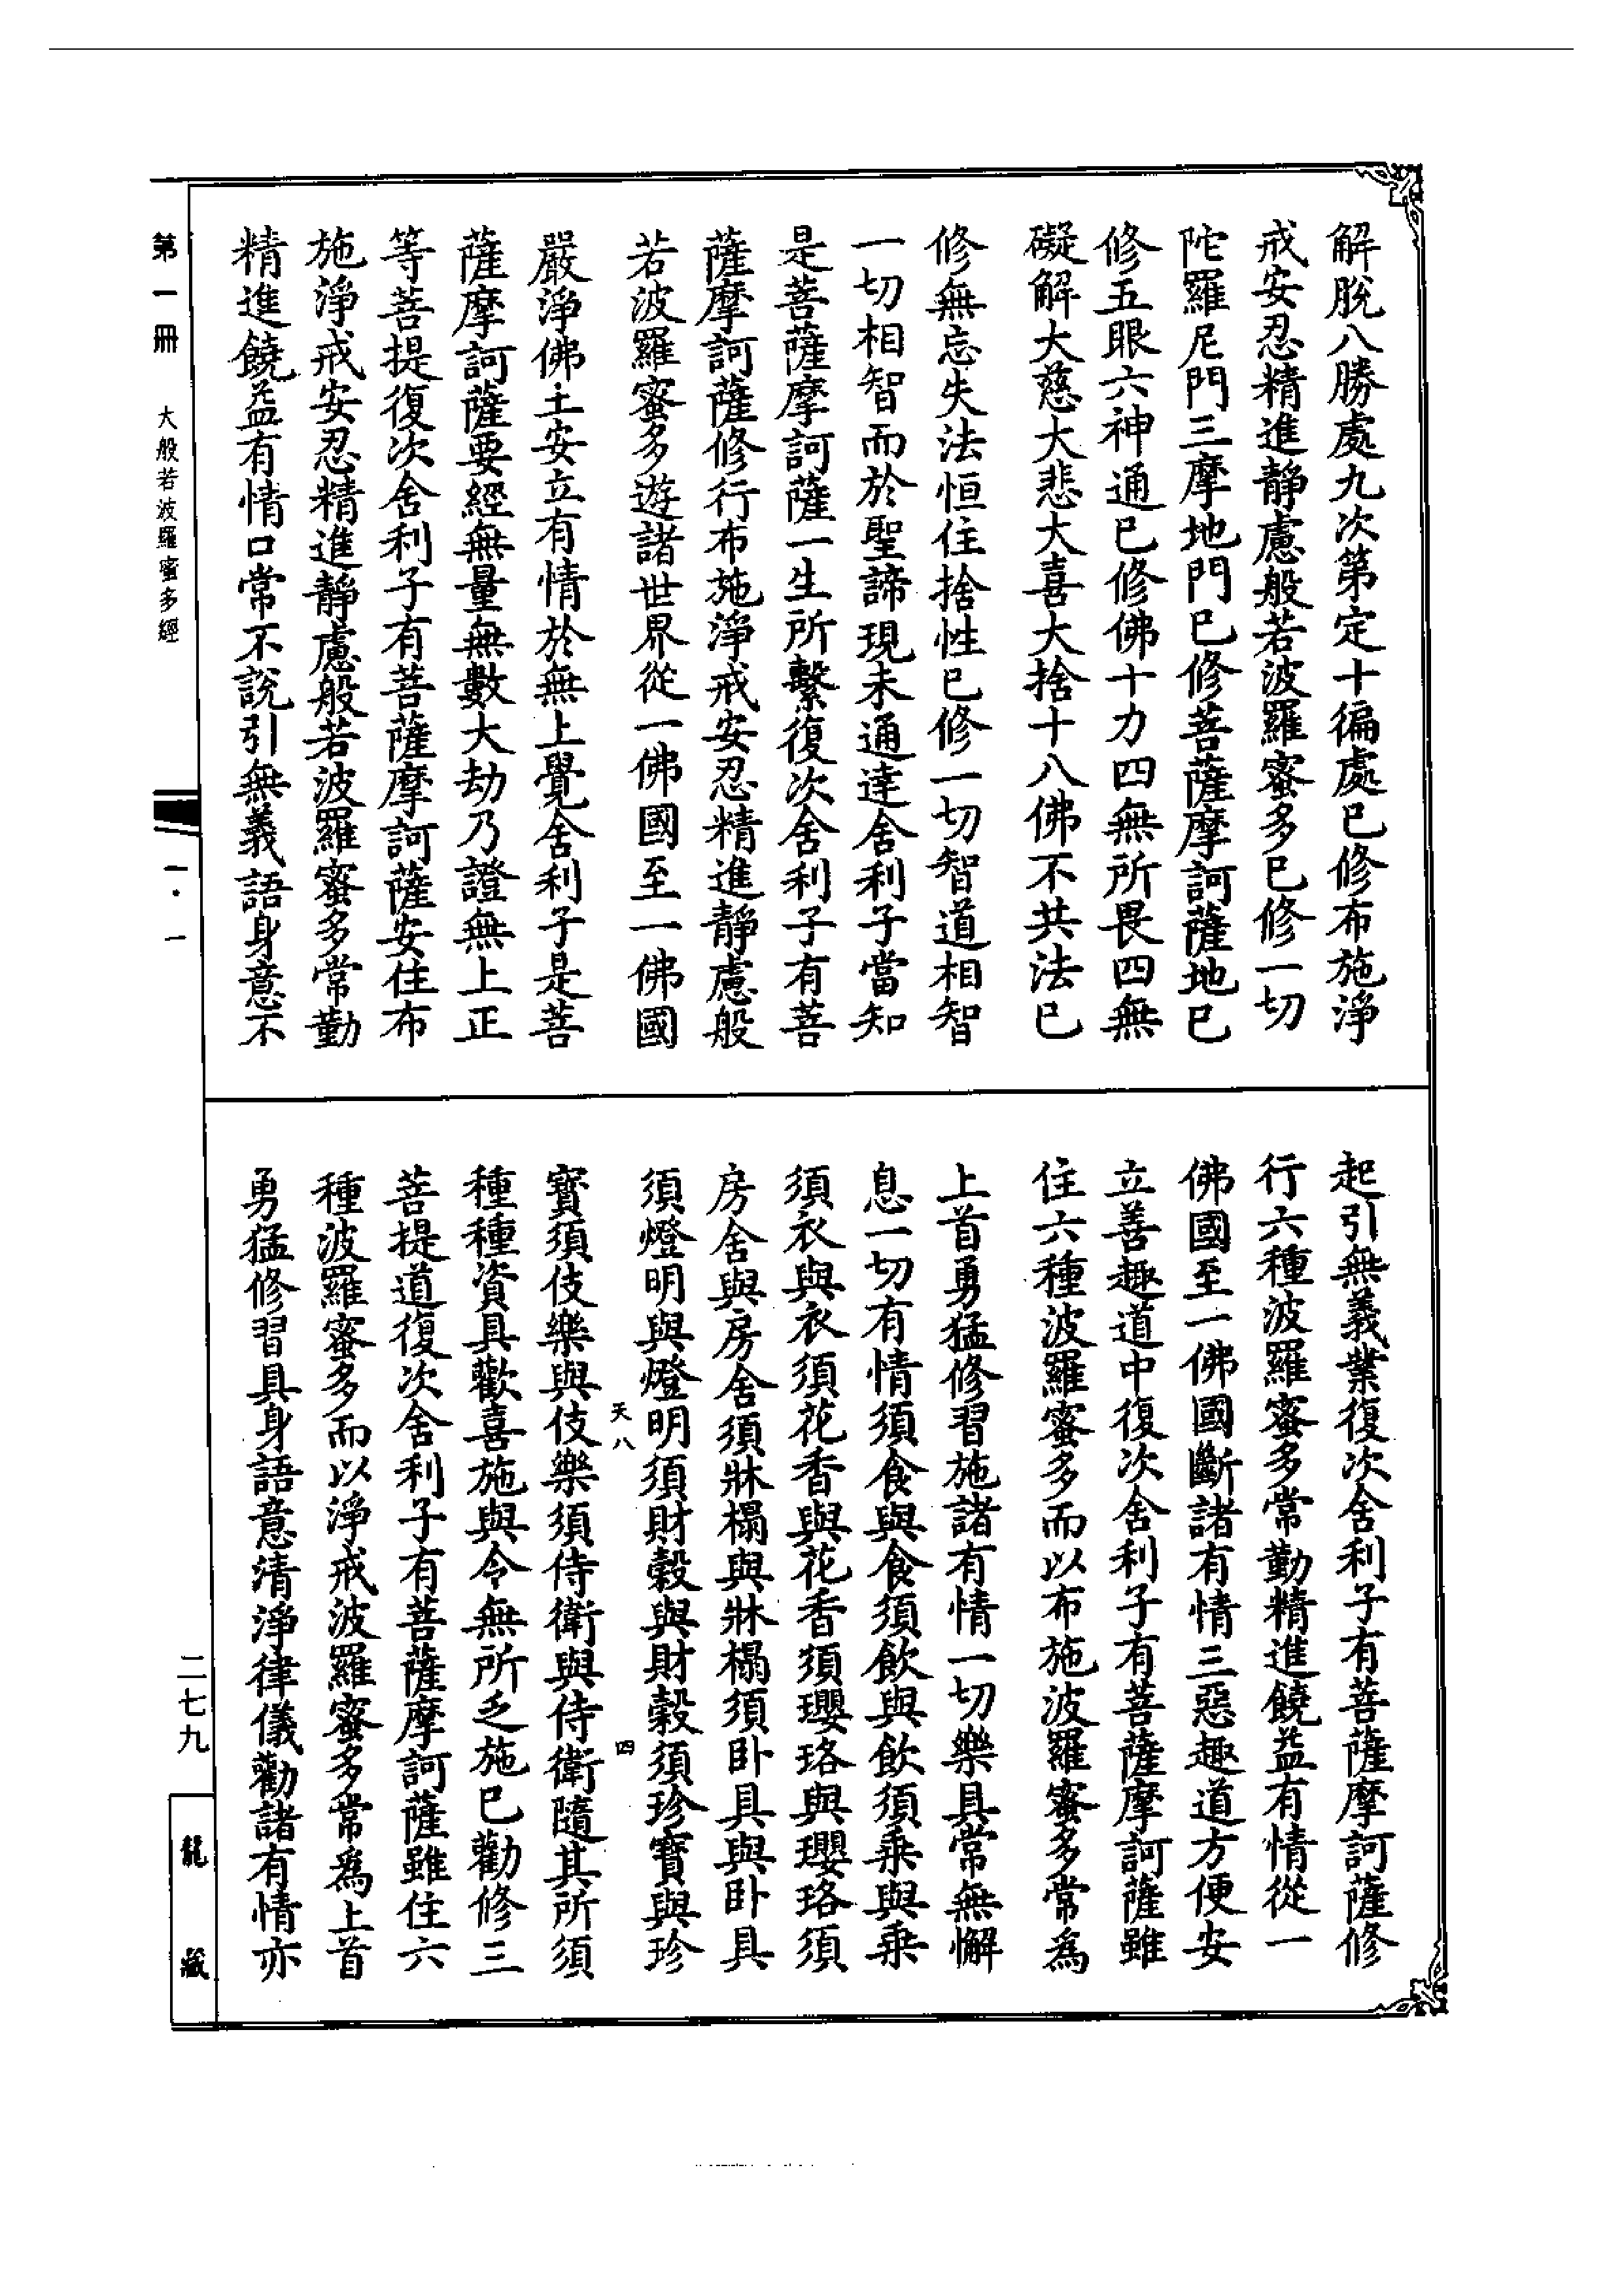 解脫八勝處九次第定十徧處已修布施淨
戒安忍精進靜慮般若波羅蜜多已修一切
陀羅尼門三摩地門已修菩薩摩訶薩地已
修五眼六神通已修佛十力四無所畏四無
礙解大慈大悲大喜大捨十八佛不共法已
修無忘失法恒住捨性已修一切智道相智
一切相智而於聖諦現未通達舍利子當知
是菩薩摩訶薩一生所繫復次舍利子有菩
薩摩訶薩修行布施淨戒安忍精進靜慮般
若波羅蜜多遊諸世界從一佛國至一佛國
嚴淨佛土安立有情於無上覺舍利子是菩
薩摩訶薩要經無量無數大劫乃證無上正
等菩提復次舍利子有菩薩摩訶薩安住布
施淨戒安忍精進靜慮般若波羅蜜多常勤
精進饒益有情口常不說引無義語身意不
起引無義業復次舍利子有菩薩摩訶薩修
行六種波羅蜜多常勤精進饒益有情從一
佛國至一佛國斷諸有情三惡趣道方便安
立善趣道中復次舍利子有菩薩摩訶薩雖
住六種波羅蜜多而以布施波羅蜜多常為
上首勇猛修習施諸有情一切樂具常無懈
息一切有情須食與食須飲與飲須乘與乘
須衣與衣須花香與花香須瓔珞與瓔珞須
房舍與房舍須牀榻與牀榻須臥具與臥具
須燈明與燈明須財穀與財穀須珍寶與珍
天八 四
寶須伎樂與伎樂須侍衛與侍衛隨其所須
種種資具歡喜施與令無所乏施已勸修三
菩提道復次舍利子有菩薩摩訶薩雖住六
種波羅蜜多而以淨戒波羅蜜多常為上首
勇猛修習具身語意清淨律儀勸諸有情亦
第一冊 大般若波羅蜜多經 一·一
二七九
龍藏